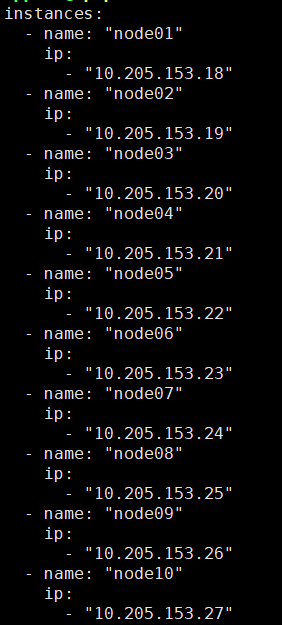 instances:
  - name: "node01"
    ip:
      - "10.205.153.18"
  - name: "node02"
    ip:
      - "10.205.153.19"
  - name: "node03"
    ip:
      - "10.205.153.20"
  - name: "node04"
    ip:
      - "10.205.153.21"
  - name: "node05"
    ip:
      - "10.205.153.22"
  - name: "node06"
    ip:
      - "10.205.153.23"
  - name: "node07"
    ip:
      - "10.205.153.24"
  - name: "node08"
    ip:
      - "10.205.153.25"
  - name: "node09"
    ip:
      - "10.205.153.26"
  - name: "node10"
    ip:
      - "10.205.153.27"